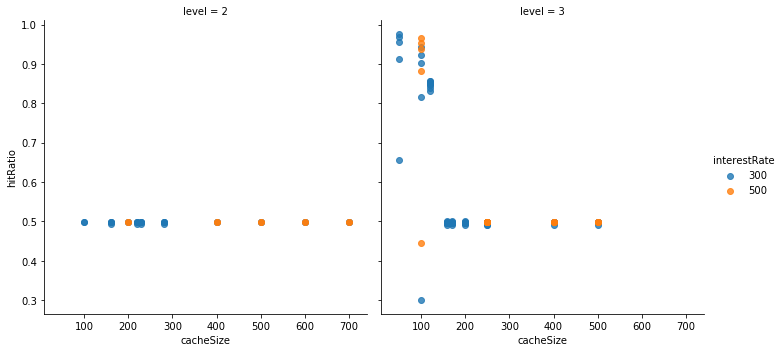 level = 2
level = 3
1.0
0.9
0.8
0.7
0.6
0.5
0.4
0.3
hitRatio
100 200 300 400 500 600 700
100 200 300 400 500 600 700
cacheSize
cacheSize
interestRate
300
500